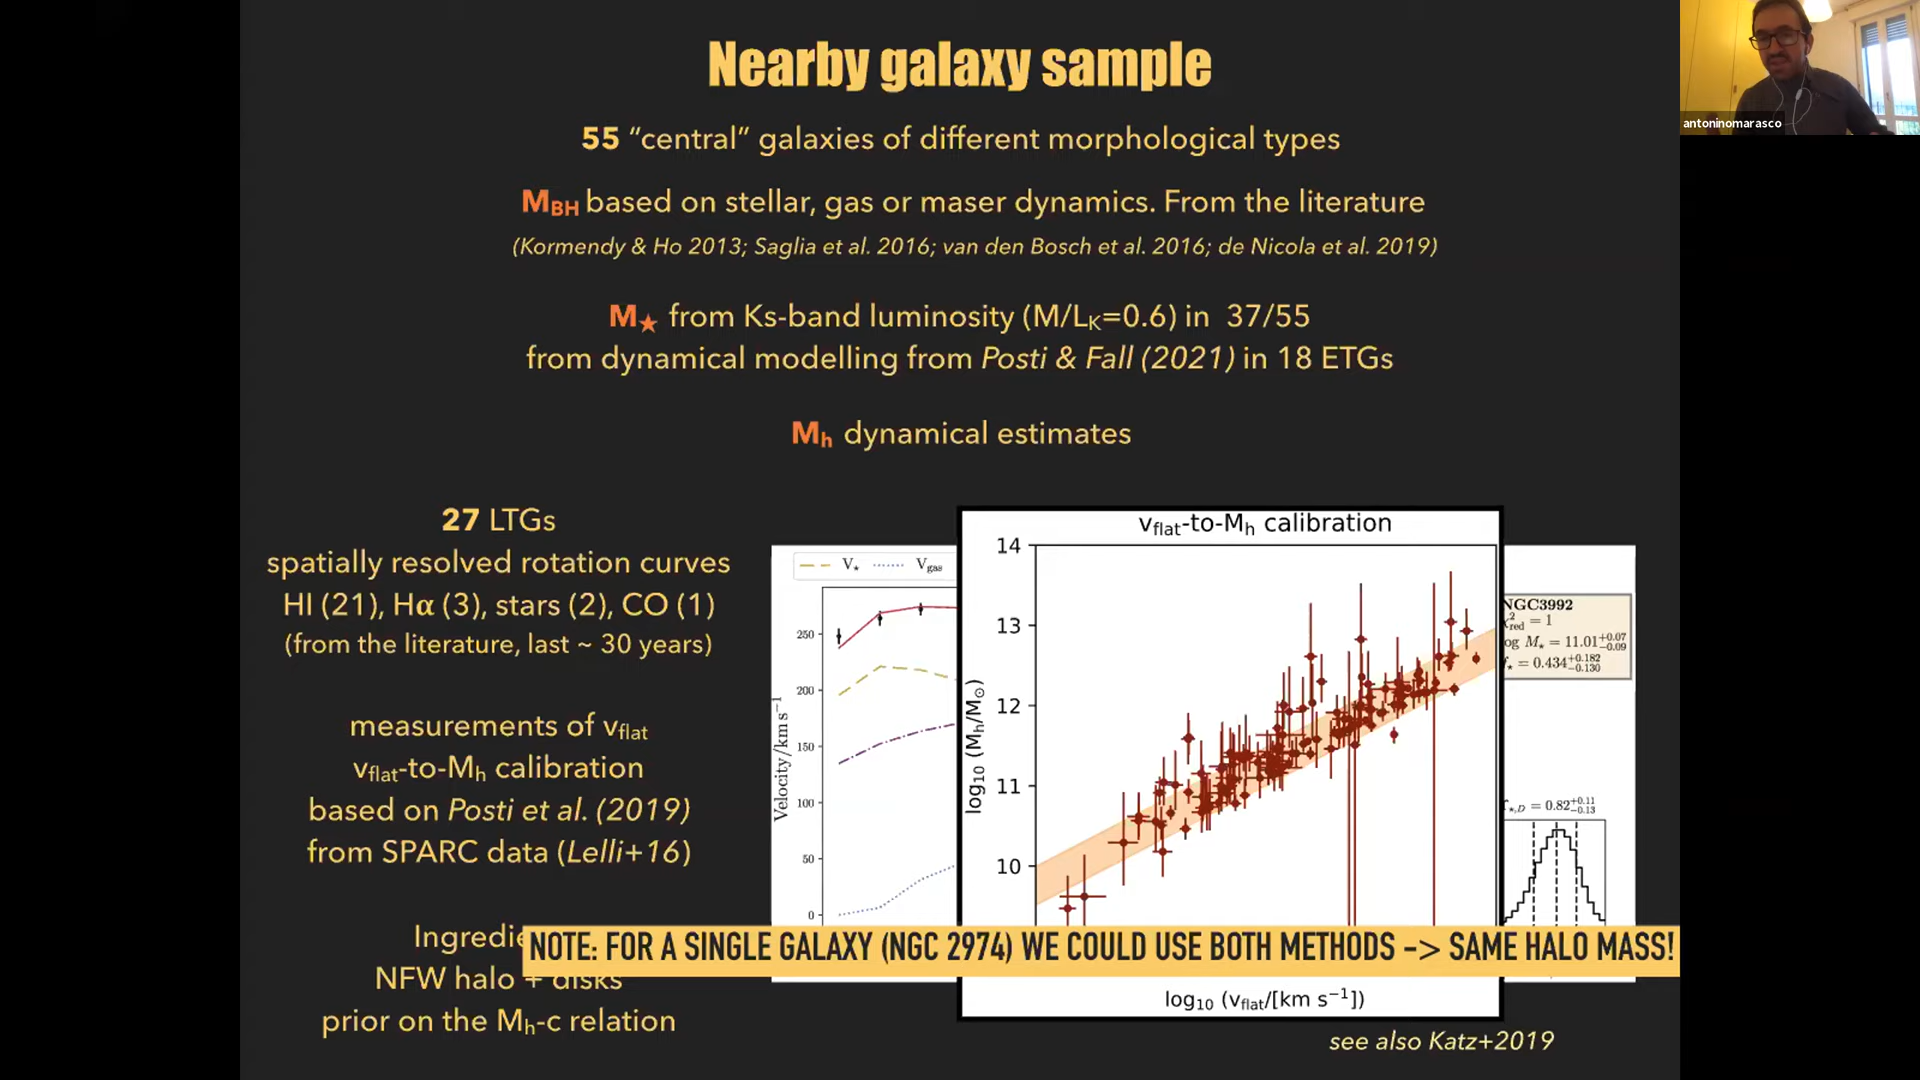 Nearby galaxy sample
antoninomarasco
55 “central” galaxies of different morphological types
M_BH based on stellar, gas or maser dynamics. From the literature
(Kormendy & Ho 2013; Saglia et al. 2016; van den Bosch et al. 2016; de Nicola et al. 2019)
M★ from Ks-band luminosity (M/L_K=0.6) in 37/55
from dynamical modelling from Posti & Fall (2021) in 18 ETGs
M_h dynamical estimates
27 LTGs
spatially resolved rotation curves
HI (21), Hα (3), stars (2), CO (1)
(from the literature, last ~ 30 years)
measurements of v_flat
v_flat-to-M_h calibration
based on Posti et al. (2019)
from SPARC data (Lelli+16)
Ingredie
NFW halo + disks
prior on the M_h-c relation
V_⋆ V_gas
250
200
150
100
50
0
Velocity/km s⁻¹
v_flat-to-M_h calibration
14
13
12
11
10
log₁₀ (M_h/M_⊙)
log₁₀ (v_flat/[km s⁻¹])
NGC3992
χ²_red = 1
og M_⋆ = 11.01^{+0.07}_{−0.09}
f_⋆ = 0.434^{+0.182}_{−0.130}
⋆,D = 0.82^{+0.11}_{−0.13}
NOTE: FOR A SINGLE GALAXY (NGC 2974) WE COULD USE BOTH METHODS –> SAME HALO MASS!
see also Katz+2019